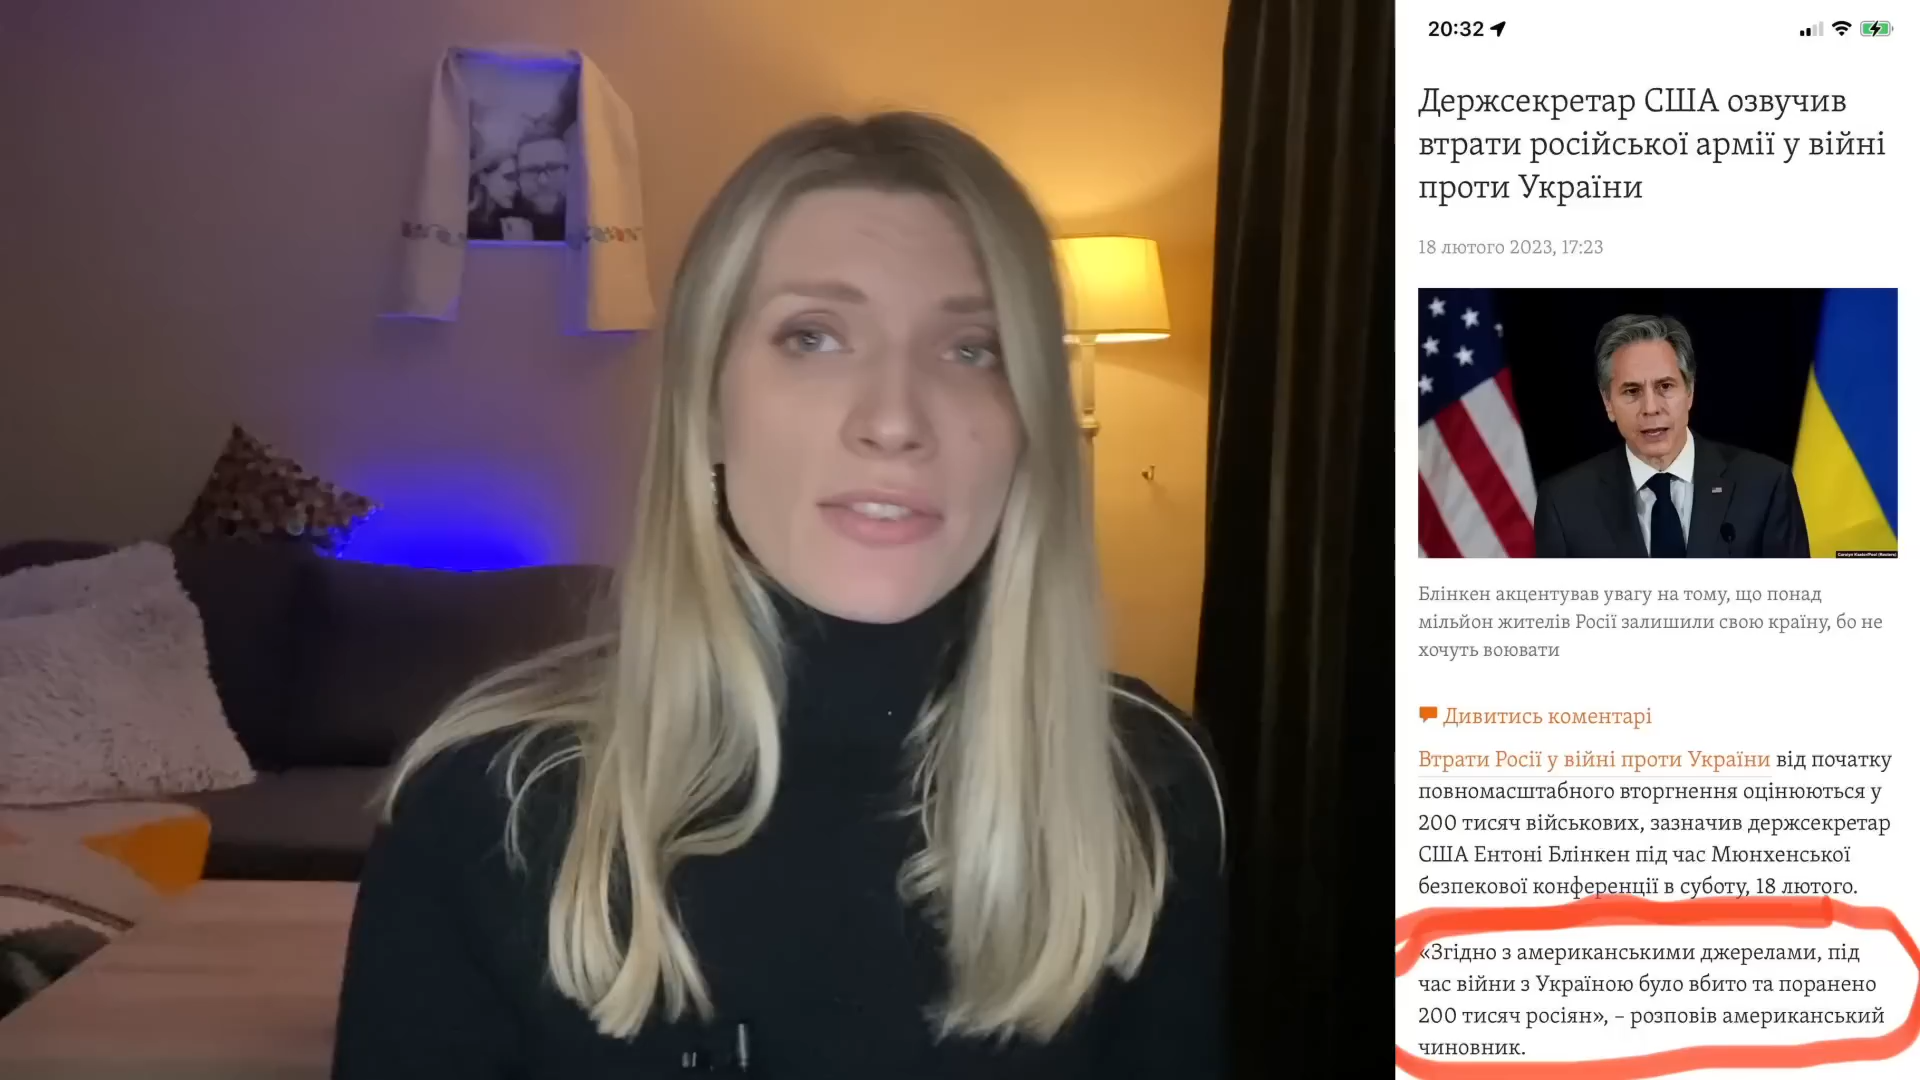 20:32
Держсекретар США озвучив
втрати російської армії у війні
проти України
18 лютого 2023, 17:23
Блінкен акцентував увагу на тому, що понад
мільйон жителів Росії залишили свою країну, бо не
хочуть воювати
Дивитись коментарі
Втрати Росії у війні проти України від початку
повномасштабного вторгнення оцінюються у
200 тисяч військових, зазначив держсекретар
США Ентоні Блінкен під час Мюнхенської
безпекової конференції в суботу, 18 лютого.
«Згідно з американськими джерелами, під
час війни з Україною було вбито та поранено
200 тисяч росіян», – розповів американський
чиновник.